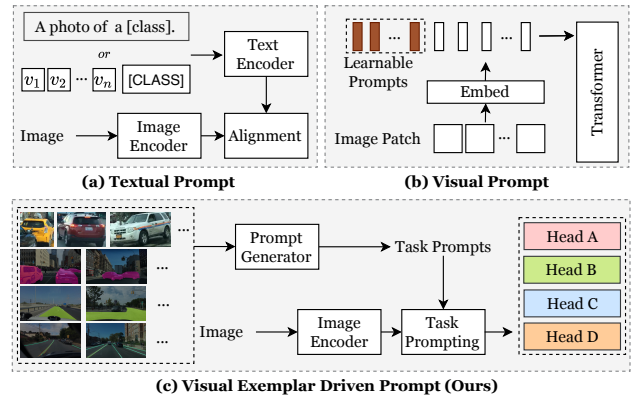 A photo of a [class].
or
v1 v2 ... vn [CLASS]
Text
Encoder
Image
Image
Encoder
Alignment
(a) Textual Prompt
...
...
Learnable
Prompts
Embed
Image Patch
...
Transformer
(b) Visual Prompt
...
...
...
...
Prompt
Generator
Task Prompts
Image
Image
Encoder
Task
Prompting
Head A
Head B
Head C
Head D
(c) Visual Exemplar Driven Prompt (Ours)